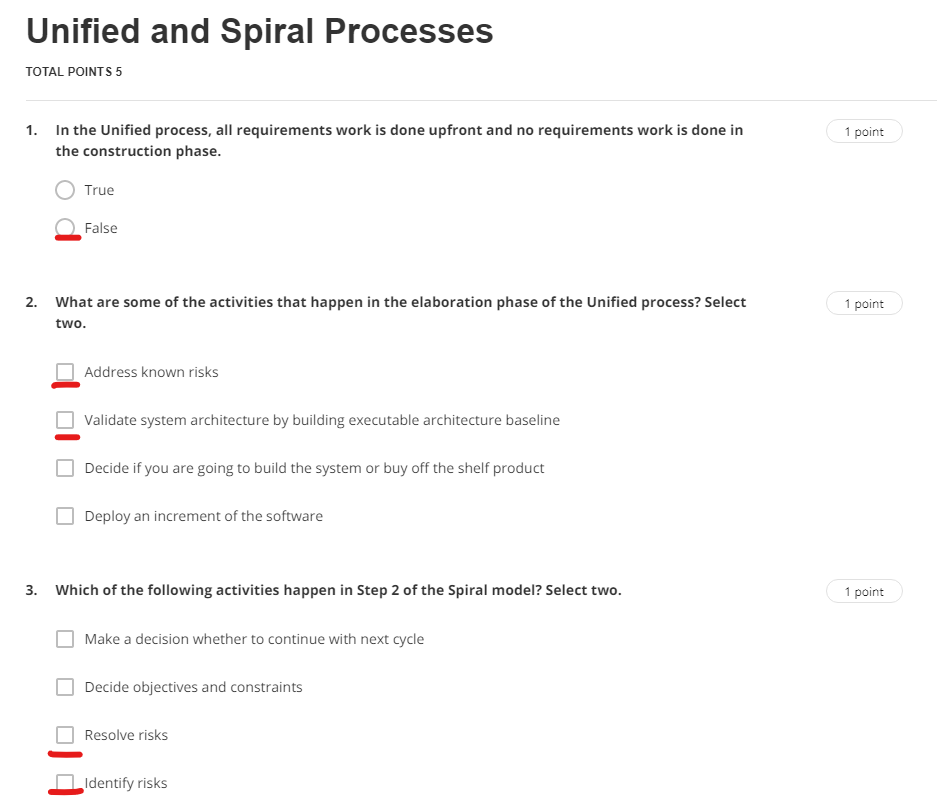 Unified and Spiral Processes
TOTAL POINTS 5
1. In the Unified process, all requirements work is done upfront and no requirements work is done in
the construction phase.
1 point
True
False
2. What are some of the activities that happen in the elaboration phase of the Unified process? Select
two.
1 point
Address known risks
Validate system architecture by building executable architecture baseline
Decide if you are going to build the system or buy off the shelf product
Deploy an increment of the software
3. Which of the following activities happen in Step 2 of the Spiral model? Select two.
1 point
Make a decision whether to continue with next cycle
Decide objectives and constraints
Resolve risks
Identify risks